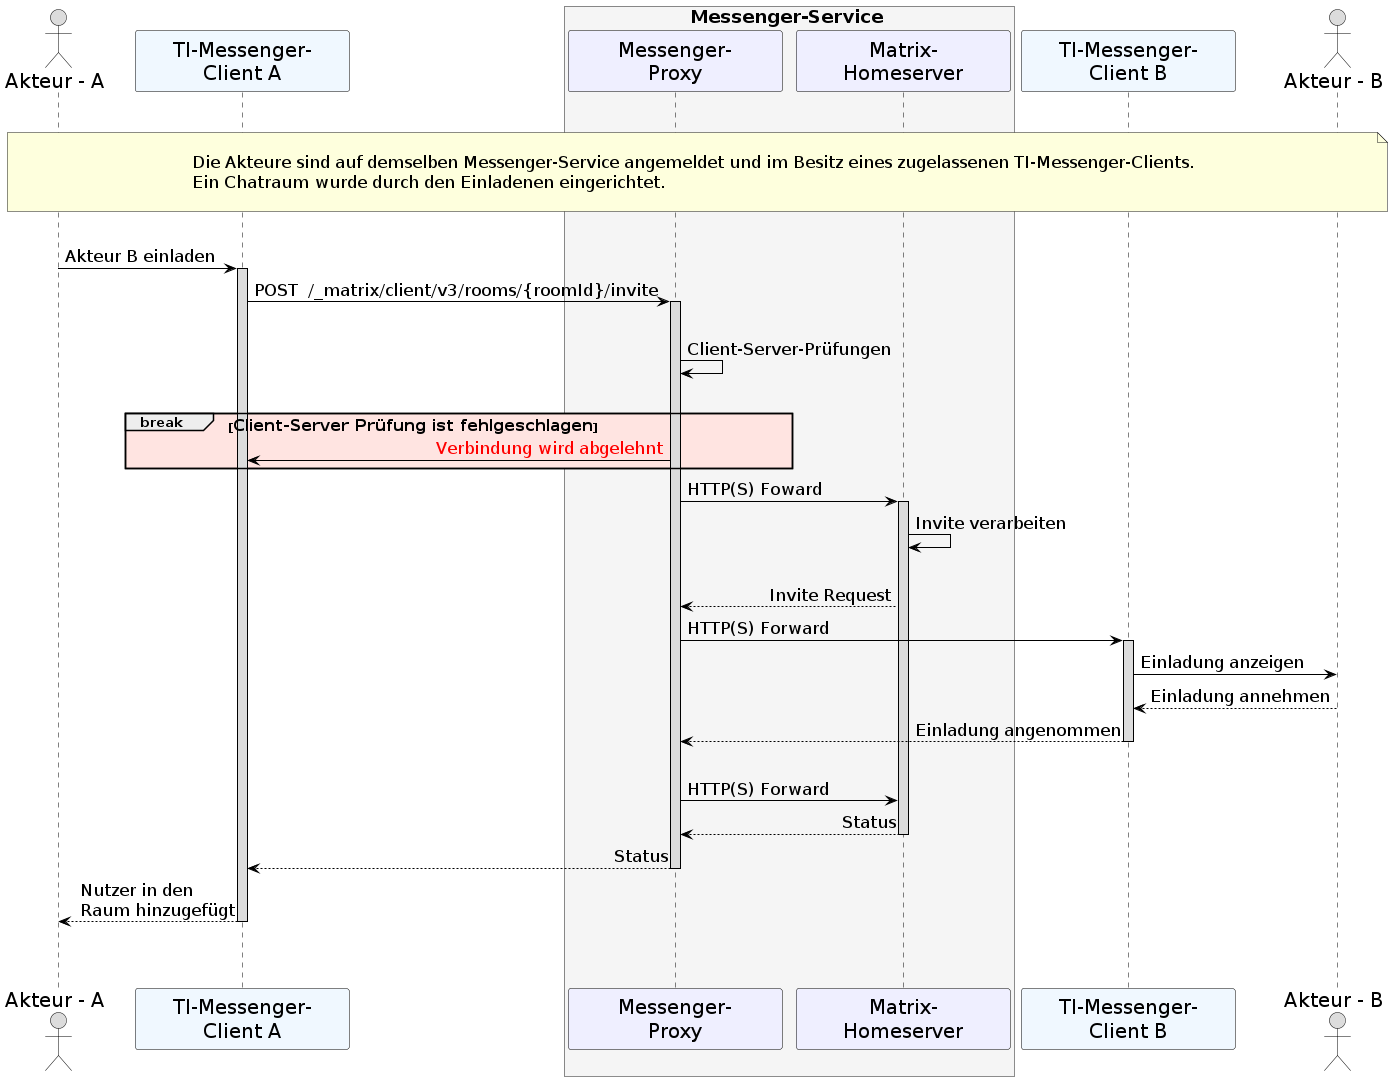 Messenger-Service
Akteur - A
TI-Messenger-
Client A
Messenger-
Proxy
Matrix-
Homeserver
TI-Messenger-
Client B
Akteur - B
Die Akteure sind auf demselben Messenger-Service angemeldet und im Besitz eines zugelassenen TI-Messenger-Clients.
Ein Chatraum wurde durch den Einladenen eingerichtet.
Akteur B einladen
POST  /_matrix/client/v3/rooms/{roomId}/invite
Client-Server-Prüfungen
break
[Client-Server Prüfung ist fehlgeschlagen]
Verbindung wird abgelehnt
HTTP(S) Foward
Invite verarbeiten
Invite Request
HTTP(S) Forward
Einladung anzeigen
Einladung annehmen
Einladung angenommen
HTTP(S) Forward
Status
Status
Nutzer in den
Raum hinzugefügt
Akteur - A
TI-Messenger-
Client A
Messenger-
Proxy
Matrix-
Homeserver
TI-Messenger-
Client B
Akteur - B